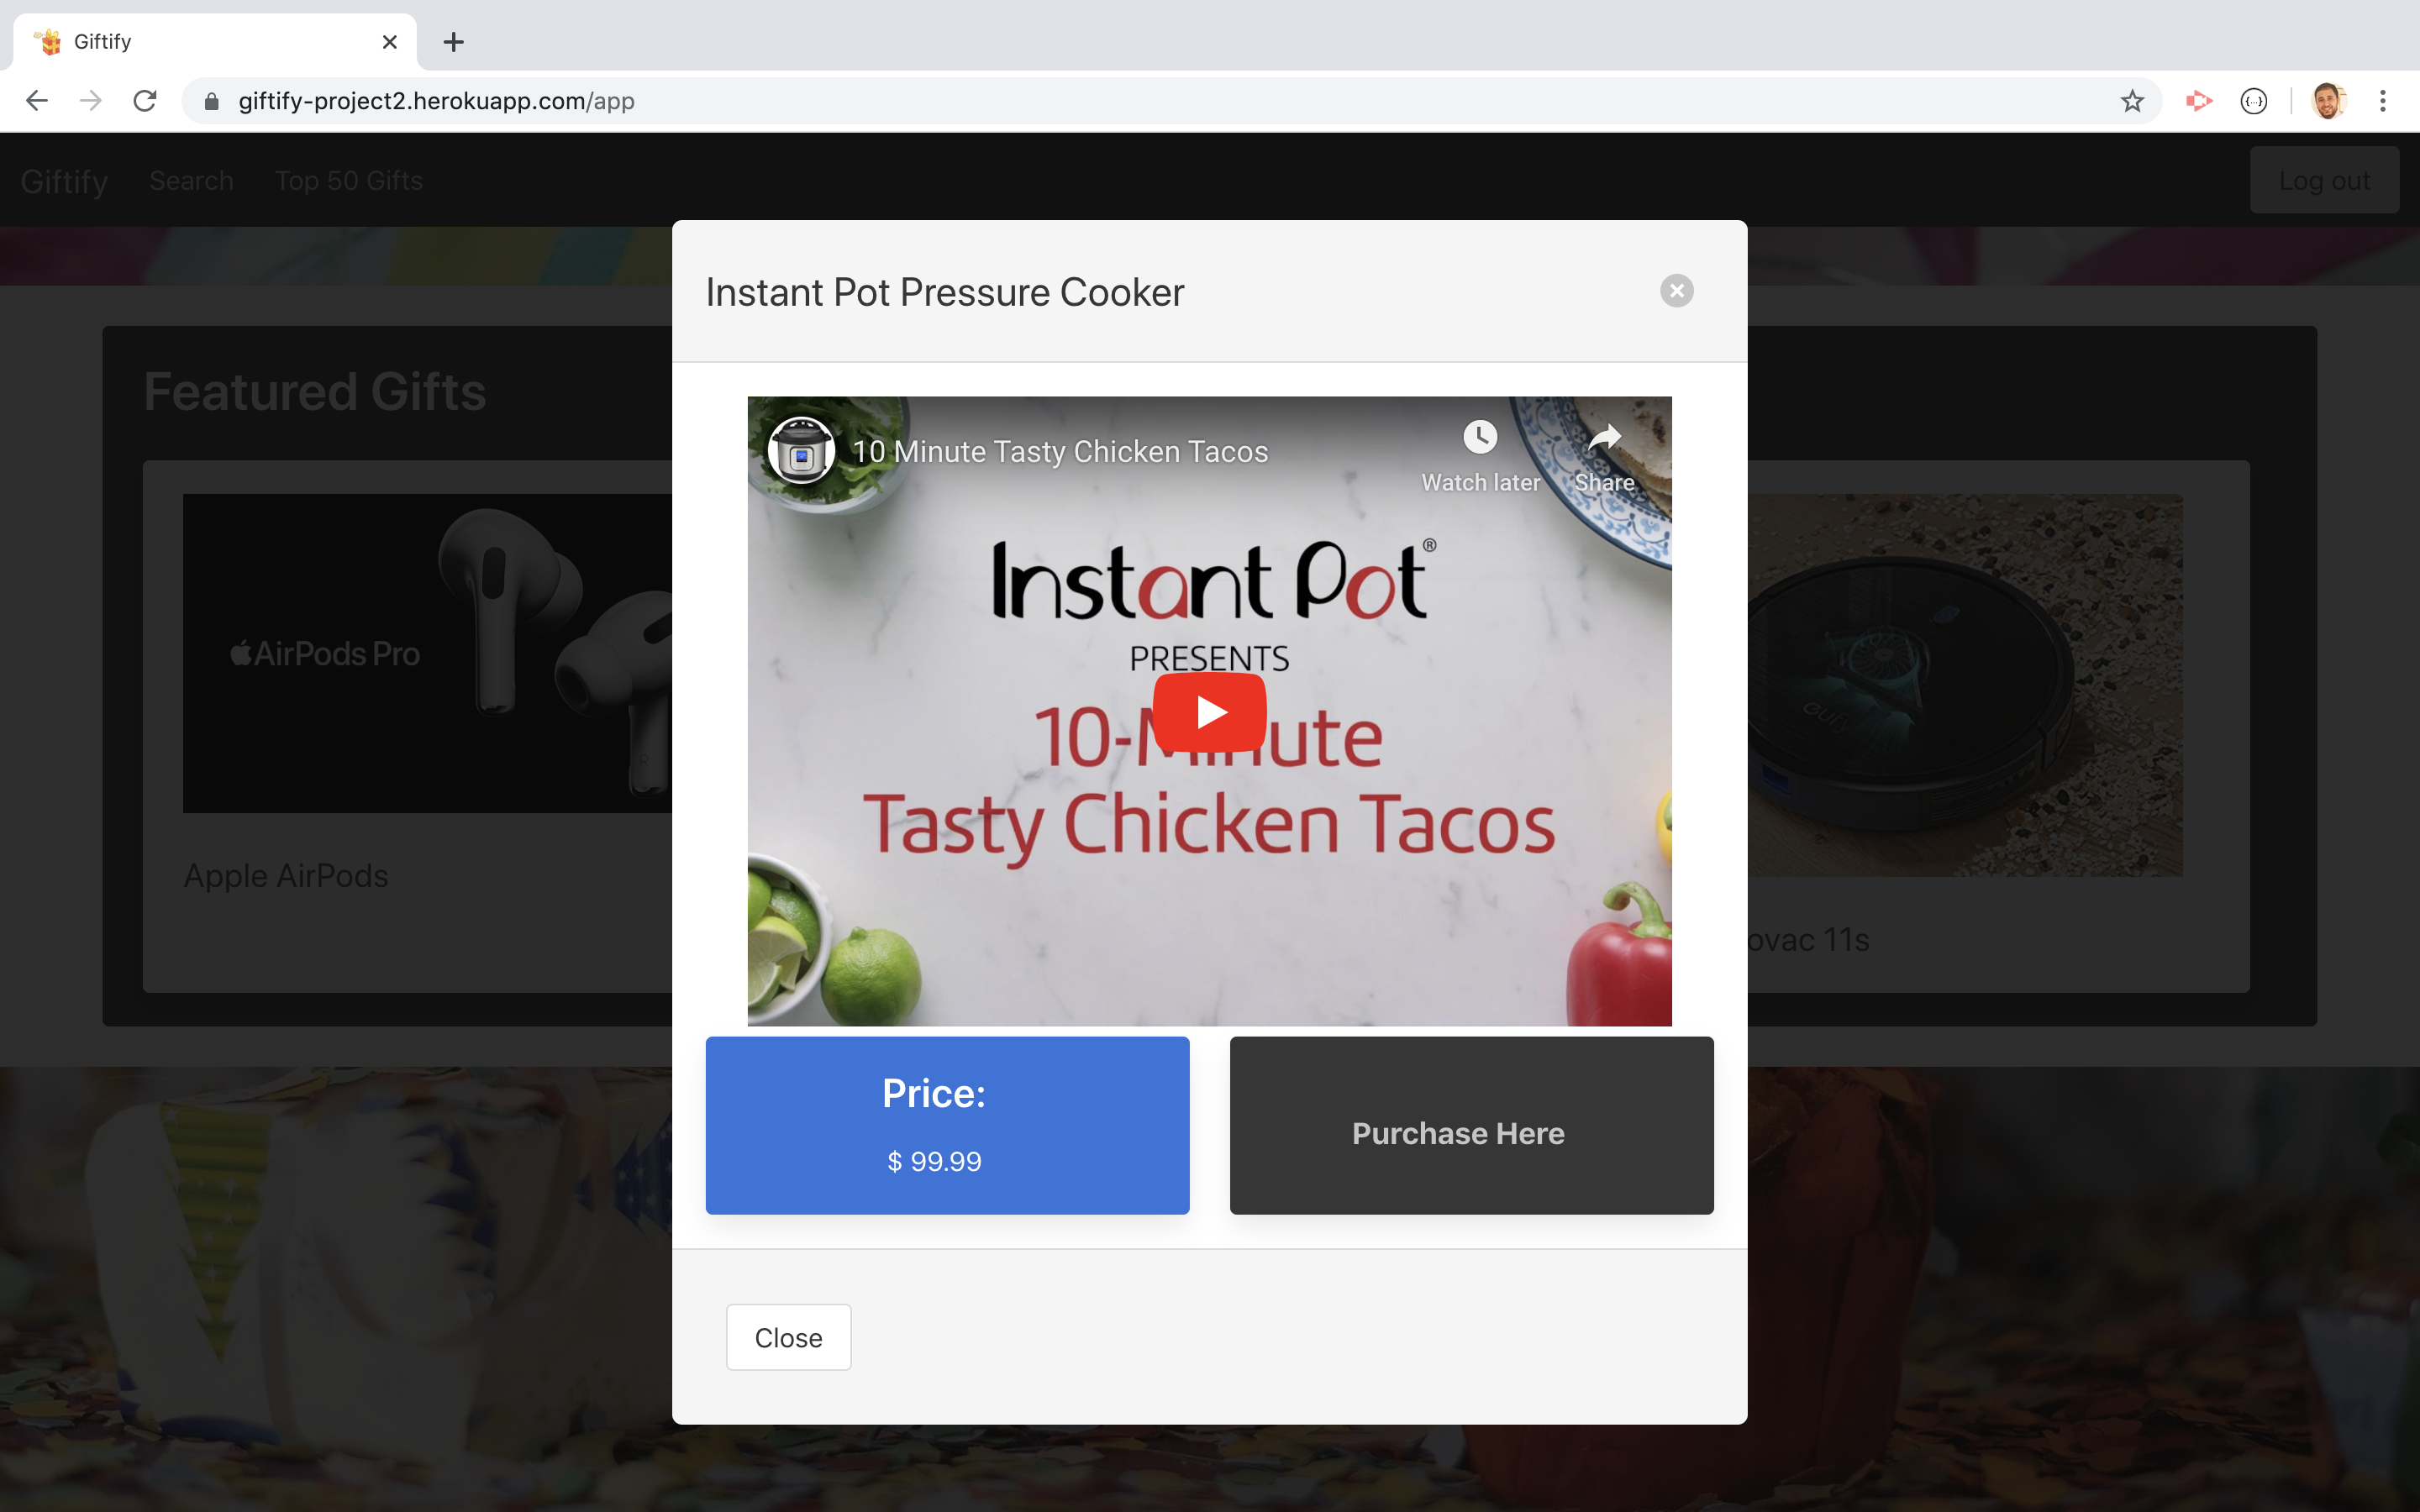 Giftify
giftify-project2.herokuapp.com/app
Giftify
Search
Top 50 Gifts
Log out
Instant Pot Pressure Cooker
Featured Gifts
10 Minute Tasty Chicken Tacos
Watch later
Share
Instant Pot®
PRESENTS
10-Minute
Tasty Chicken Tacos
AirPods Pro
R
eufy
Apple AirPods
ovac 11s
Price:
$ 99.99
Purchase Here
Close